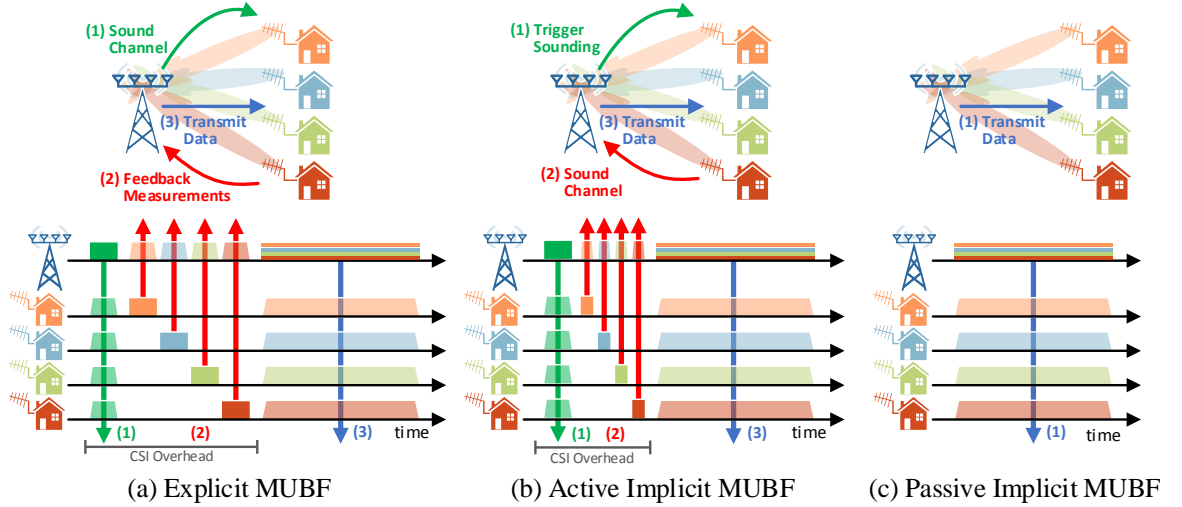 (1) Sound
Channel
(3) Transmit
Data
(2) Feedback
Measurements
(1)
(2)
(3)
time
CSI Overhead
(a) Explicit MUBF
(1) Trigger
Sounding
(3) Transmit
Data
(2) Sound
Channel
(1)
(2)
(3)
time
CSI Overhead
(b) Active Implicit MUBF
(1) Transmit
Data
(1)
time
(c) Passive Implicit MUBF